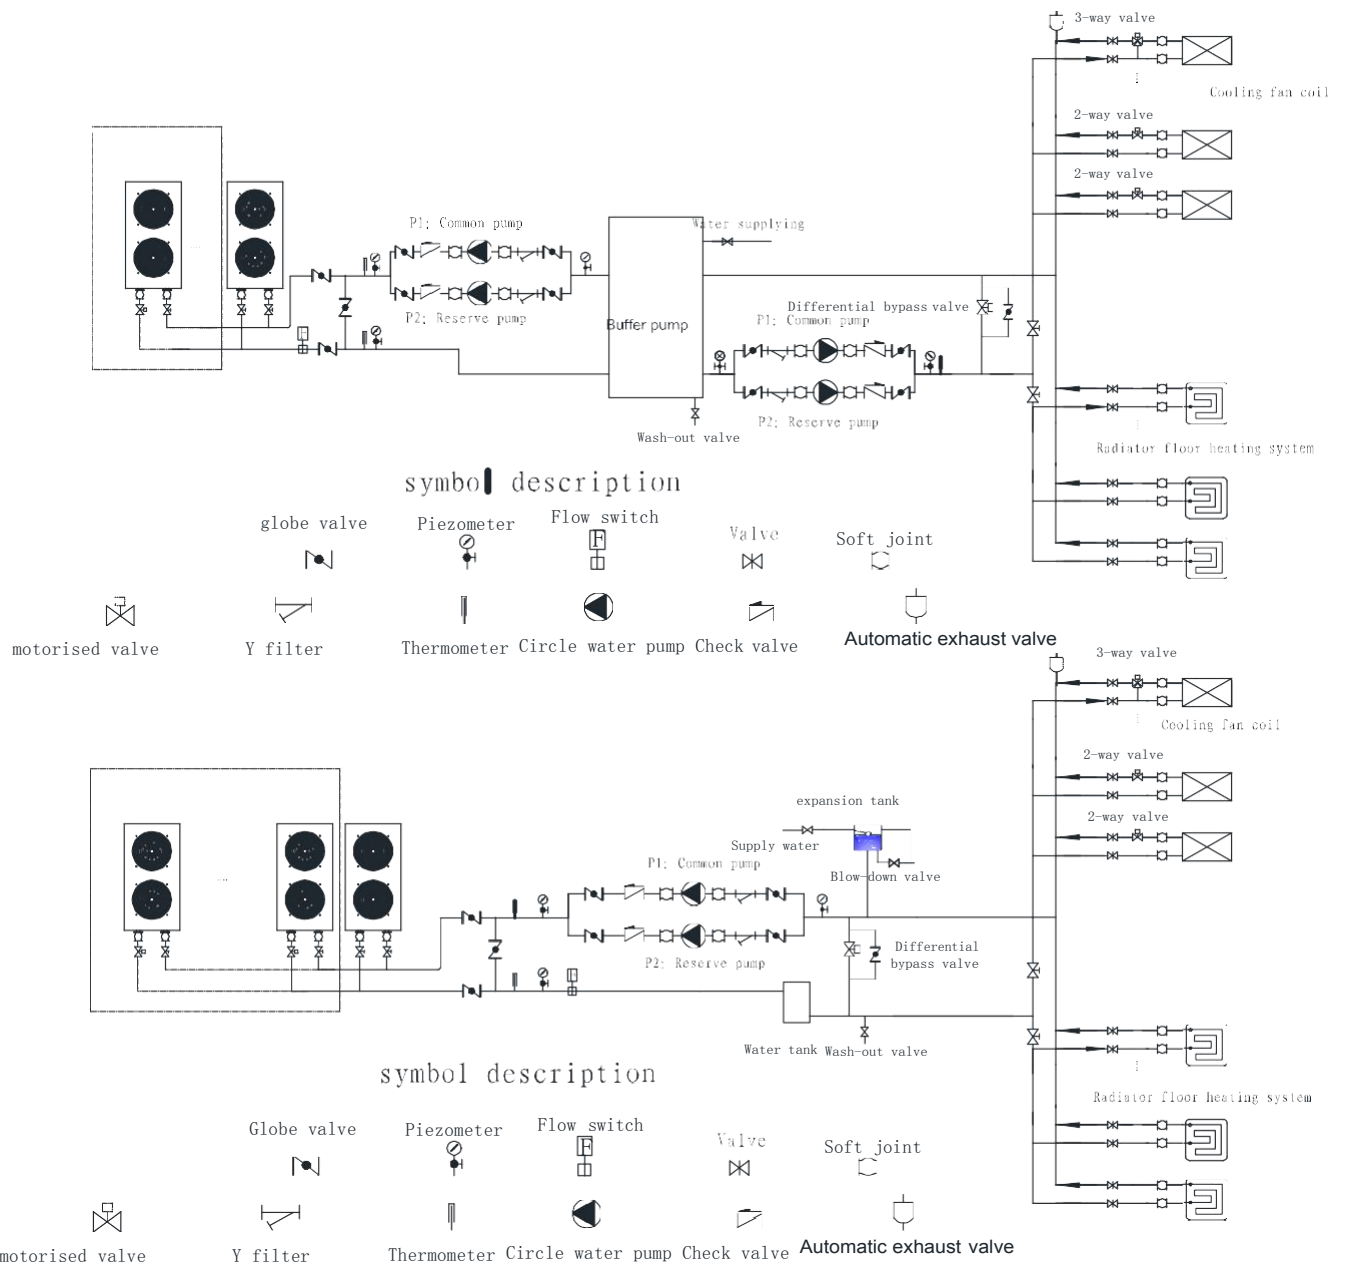 3-way valve
Cooling fan coil
2-way valve
2-way valve
P1: Common pump
Water supplying
P2: Reserve pump
F
Buffer pump
Differential bypass valve
P1: Common pump
P2: Reserve pump
Wash-out valve
Radiator floor heating system
symbol description
globe valve
Piezometer
Flow switch
F
Valve
Soft joint
motorised valve
Y filter
Thermometer
Circle water pump
Check valve
Automatic exhaust valve
3-way valve
Cooling fan coil
2-way valve
expansion tank
2-way valve
Supply water
P1: Common pump
Blow-down valve
Differential
bypass valve
P2: Reserve pump
F
Water tank
Wash-out valve
symbol description
Radiator floor heating system
Globe valve
Piezometer
Flow switch
F
Valve
Soft joint
motorised valve
Y filter
Thermometer
Circle water pump
Check valve
Automatic exhaust valve